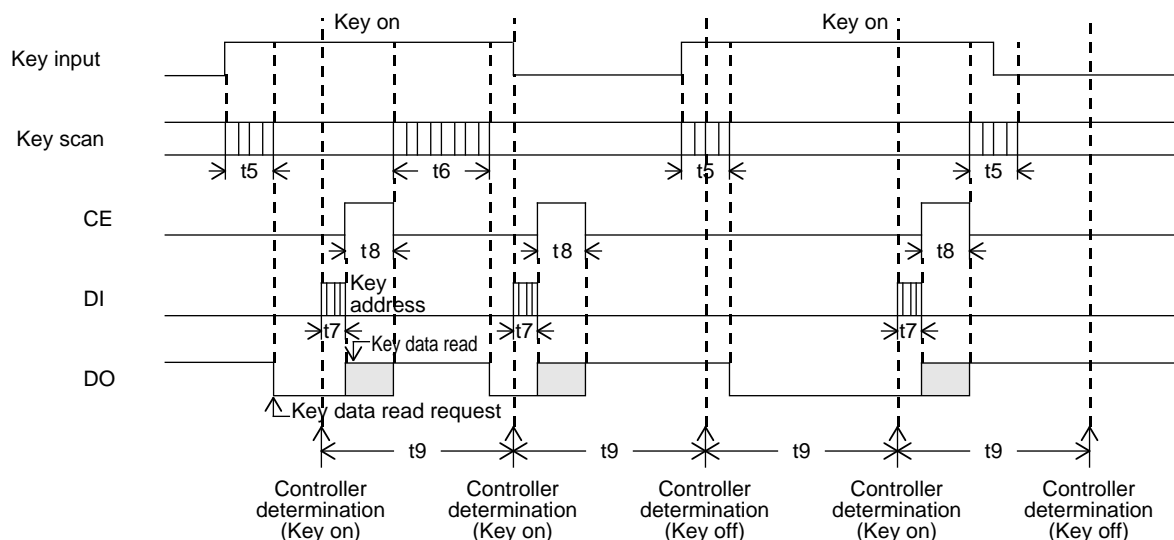 Key on
Key on
Key input
Key scan
t5
t6
t5
t5
CE
t8
t8
t8
DI
Key
address
t7
t7
t7
Key data read
DO
Key data read request
t9
t9
t9
t9
Controller
determination
(Key on)
Controller
determination
(Key on)
Controller
determination
(Key off)
Controller
determination
(Key on)
Controller
determination
(Key off)